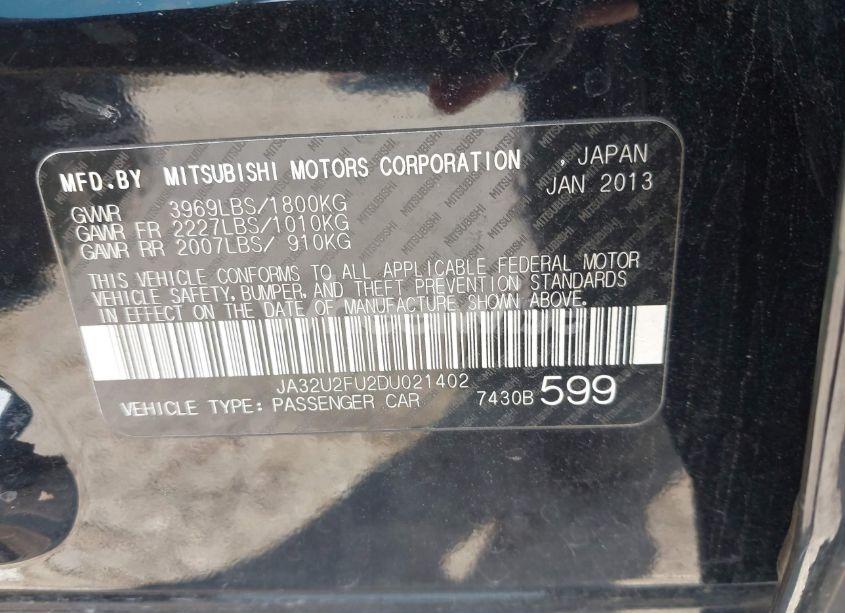 MFD.BY MITSUBISHI MOTORS CORPORATION , JAPAN
JAN 2013
GVWR 3969LBS/1800KG
GAWR FR 2227LBS/1010KG
GAWR RR 2007LBS/ 910KG
THIS VEHICLE CONFORMS TO ALL APPLICABLE FEDERAL MOTOR
VEHICLE SAFETY, BUMPER, AND THEFT PREVENTION STANDARDS
IN EFFECT ON THE DATE OF MANUFACTURE SHOWN ABOVE.
JA32U2FU2DU021402
VEHICLE TYPE: PASSENGER CAR 7430B 599